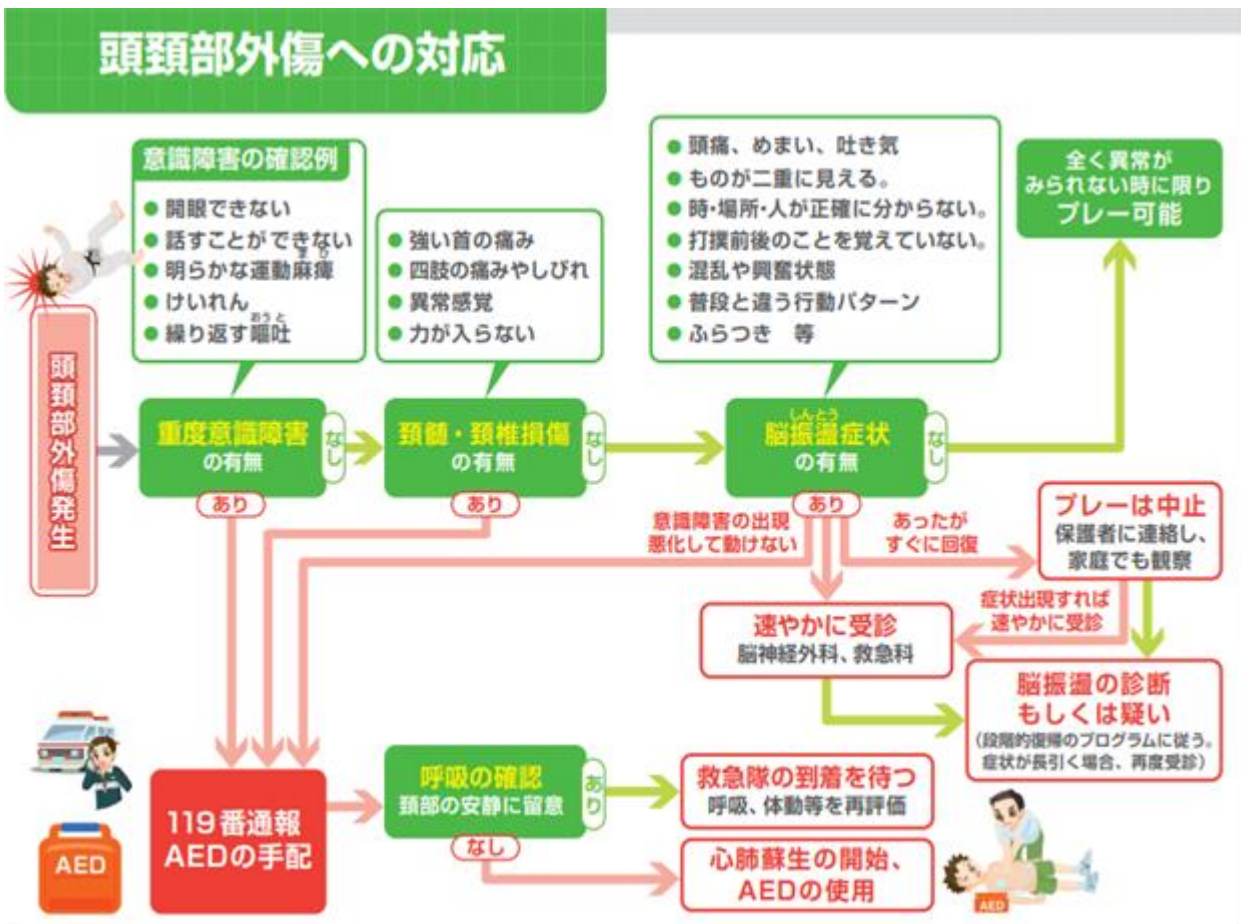 頭頚部外傷への対応
意識障害の確認例
● 開眼できない
● 話すことができない
● 明らかな運動麻痺
まひ
● けいれん
● 繰り返す嘔吐
おうと
● 強い首の痛み
● 四肢の痛みやしびれ
● 異常感覚
● 力が入らない
● 頭痛、めまい、吐き気
● ものが二重に見える。
● 時・場所・人が正確に分からない。
● 打撲前後のことを覚えていない。
● 混乱や興奮状態
● 普段と違う行動パターン
● ふらつき 等
全く異常が
みられない時に限り
プレー可能
頭頚部外傷発生
重度意識障害
の有無
なし
あり
頚髄・頚椎損傷
の有無
なし
あり
しんとう
脳振盪症状
の有無
なし
あり
意識障害の出現
悪化して動けない
あったが
すぐに回復
プレーは中止
保護者に連絡し、
家庭でも観察
症状出現すれば
速やかに受診
速やかに受診
脳神経外科、救急科
脳振盪の診断
もしくは疑い
(段階的復帰のプログラムに従う。
症状が長引く場合、再度受診)
119番通報
AEDの手配
呼吸の確認
頚部の安静に留意
あり
なし
救急隊の到着を待つ
呼吸、体動等を再評価
心肺蘇生の開始、
AEDの使用
AED
AED